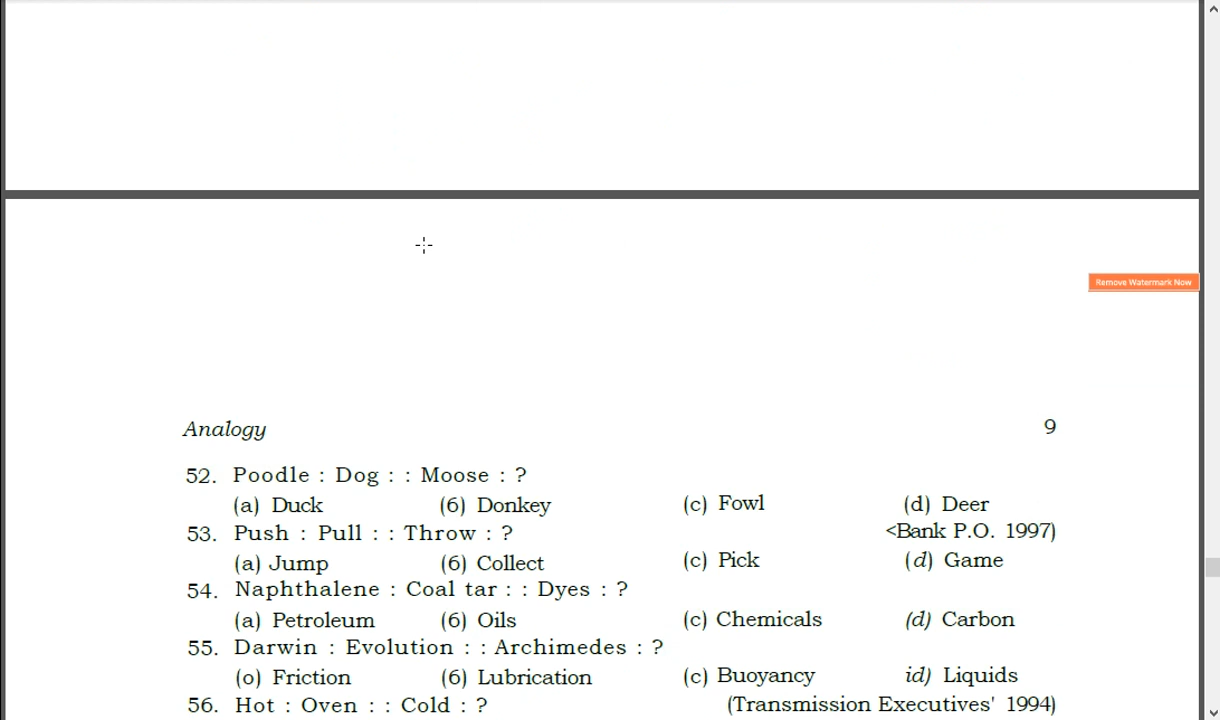 Remove Watermark Now
Analogy 9
52. Poodle : Dog : : Moose : ?
(a) Duck (6) Donkey (c) Fowl (d) Deer
53. Push : Pull : : Throw : ? <Bank P.O. 1997)
(a) Jump (6) Collect (c) Pick (d) Game
54. Naphthalene : Coal tar : : Dyes : ?
(a) Petroleum (6) Oils (c) Chemicals (d) Carbon
55. Darwin : Evolution : : Archimedes : ?
(o) Friction (6) Lubrication (c) Buoyancy id) Liquids
56. Hot : Oven : : Cold : ? (Transmission Executives' 1994)